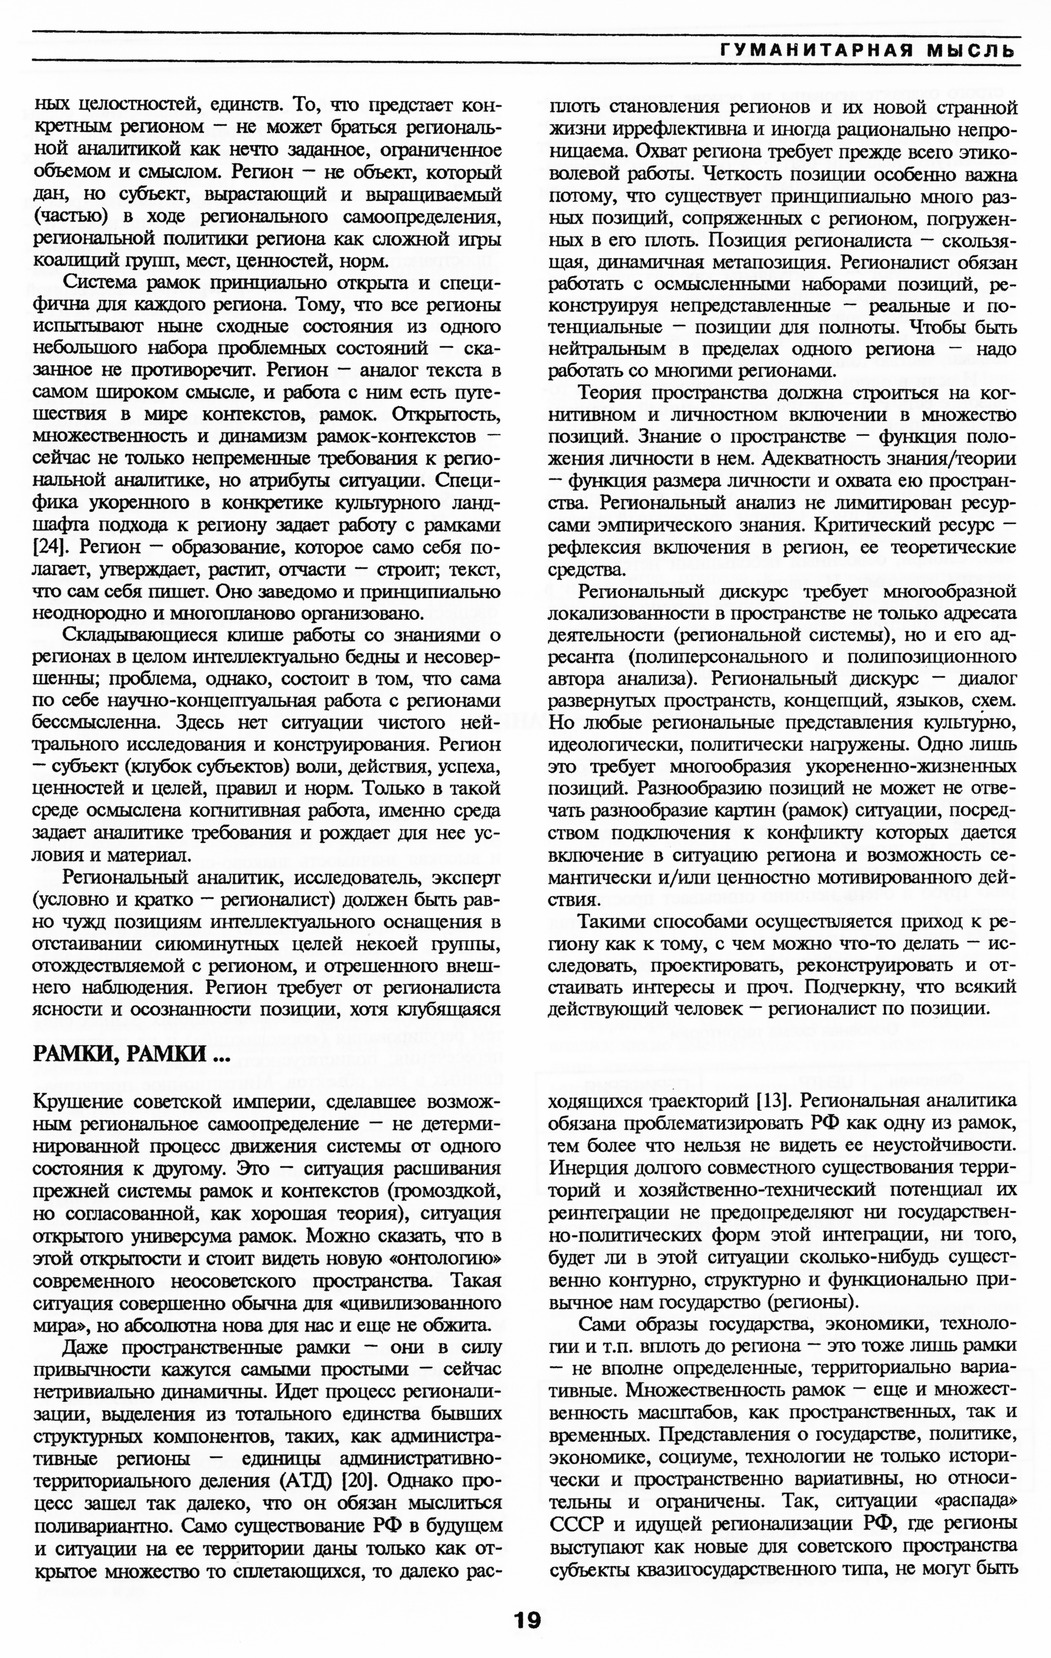 ГУМАНИТАРНАЯ МЫСЛЬ
ных целостностей, единств. То, что предстает кон-
кретным регионом — не может браться региональ-
ной аналитикой как нечто заданное, ограниченное
объемом и смыслом. Регион — не объект, который
дан, но субъект, вырастающий и выращиваемый
(частью) в ходе регионального самоопределения,
региональной политики региона как сложной игры
коалиций групп, мест, ценностей, норм.
Система рамок принциально открыта и специ-
фична для каждого региона. Тому, что все регионы
испытывают ныне сходные состояния из одного
небольшого набора проблемных состояний — ска-
занное не противоречит. Регион — аналог текста в
самом широком смысле, и работа с ним есть путе-
шествия в мире контекстов, рамок. Открытость,
множественность и динамизм рамок-контекстов —
сейчас не только непременные требования к регио-
нальной аналитике, но атрибуты ситуации. Специ-
фика укоренного в конкретике культурного ланд-
шафта подхода к региону задает работу с рамками
[24]. Регион — образование, которое само себя по-
лагает, утверждает, растит, отчасти — строит; текст,
что сам себя пишет. Оно заведомо и принципиально
неоднородно и многопланово организовано.
Складывающиеся клише работы со знаниями о
регионах в целом интеллектуально бедны и несовер-
шенны; проблема, однако, состоит в том, что сама
по себе научно-концептуальная работа с регионами
бессмысленна. Здесь нет ситуации чистого ней-
трального исследования и конструирования. Регион
— субъект (клубок субъектов) воли, действия, успеха,
ценностей и целей, правил и норм. Только в такой
среде осмыслена когнитивная работа, именно среда
задает аналитике требования и рождает для нее ус-
ловия и материал.
Региональный аналитик, исследователь, эксперт
(условно и кратко — регионалист) должен быть рав-
но чужд позициям интеллектуального оснащения в
отстаивании сиюминутных целей некоей группы,
отождествляемой с регионом, и отрешенного внеш-
него наблюдения. Регион требует от регионалиста
ясности и осознанности позиции, хотя клубящаяся
плоть становления регионов и их новой странной
жизни иррефлективна и иногда рационально непро-
ницаема. Охват региона требует прежде всего этико-
волевой работы. Четкость позиции особенно важна
потому, что существует принципиально много раз-
ных позиций, сопряженных с регионом, погружен-
ных в его плоть. Позиция регионалиста — скользя-
щая, динамичная метапозиция. Регионалист обязан
работать с осмысленными наборами позиций, ре-
конструируя непредставленные — реальные и по-
тенциальные — позиции для полноты. Чтобы быть
нейтральным в пределах одного региона — надо
работать со многими регионами.
Теория пространства должна строиться на ког-
нитивном и личностном включении в множество
позиций. Знание о пространстве — функция поло-
жения личности в нем. Адекватность знания/теории
— функция размера личности и охвата ею простран-
ства. Региональный анализ не лимитирован ресур-
сами эмпирического знания. Критический ресурс —
рефлексия включения в регион, ее теоретические
средства.
Региональный дискурс требует многообразной
локализованности в пространстве не только адресата
деятельности (региональной системы), но и его ад-
ресанта (полиперсонального и полипозиционного
автора анализа). Региональный дискурс — диалог
развернутых пространств, концепций, языков, схем.
Но любые региональные представления культурно,
идеологически, политически нагружены. Одно лишь
это требует многообразия укорененно-жизненных
позиций. Разнообразию позиций не может не отве-
чать разнообразие картин (рамок) ситуации, посред-
ством подключения к конфликту которых дается
включение в ситуацию региона и возможность се-
мантически и/или ценностно мотивированного дей-
ствия.
Такими способами осуществляется приход к ре-
гиону как к тому, с чем можно что-то делать — ис-
следовать, проектировать, реконструировать и от-
стаивать интересы и проч. Подчеркну, что всякий
действующий человек — регионалист по позиции.
РАМКИ, РАМКИ ...
Крушение советской империи, сделавшее возмож-
ным региональное самоопределение — не детерми-
нированной процесс движения системы от одного
состояния к другому. Это — ситуация расшивания
прежней системы рамок и контекстов (громоздкой,
но согласованной, как хорошая теория), ситуация
открытого универсума рамок. Можно сказать, что в
этой открытости и стоит видеть новую «онтологию»
современного неосоветского пространства. Такая
ситуация совершенно обычна для «цивилизованного
мира», но абсолютна нова для нас и еще не обжита.
Даже пространственные рамки — они в силу
привычности кажутся самыми простыми — сейчас
нетривиально динамичны. Идет процесс регионали-
зации, выделения из тотального единства бывших
структурных компонентов, таких, как администра-
тивные регионы — единицы административно-
территориального деления (АТД) [20]. Однако про-
цесс зашел так далеко, что он обязан мыслиться
поливариантно. Само существование РФ в будущем
и ситуации на ее территории даны только как от-
крытое множество то сплетающихся, то далеко рас-
ходящихся траекторий [13]. Региональная аналитика
обязана проблематизировать РФ как одну из рамок,
тем более что нельзя не видеть ее неустойчивости.
Инерция долгого совместного существования терри-
торий и хозяйственно-технический потенциал их
реинтеграции не предопределяют ни государствен-
но-политических форм этой интеграции, ни того,
будет ли в этой ситуации сколько-нибудь сущест-
венно контурно, структурно и функционально при-
вычное нам государство (регионы).
Сами образы государства, экономики, техноло-
гии и т.п. вплоть до региона — это тоже лишь рамки
— не вполне определенные, территориально вариа-
тивные. Множественность рамок — еще и множест-
венность масштабов, как пространственных, так и
временных. Представления о государстве, политике,
экономике, социуме, технологии не только истори-
чески и пространственно вариативны, но относи-
тельны и ограничены. Так, ситуации «распада»
СССР и идущей регионализации РФ, где регионы
выступают как новые для советского пространства
субъекты квазигосударственного типа, не могут быть
19